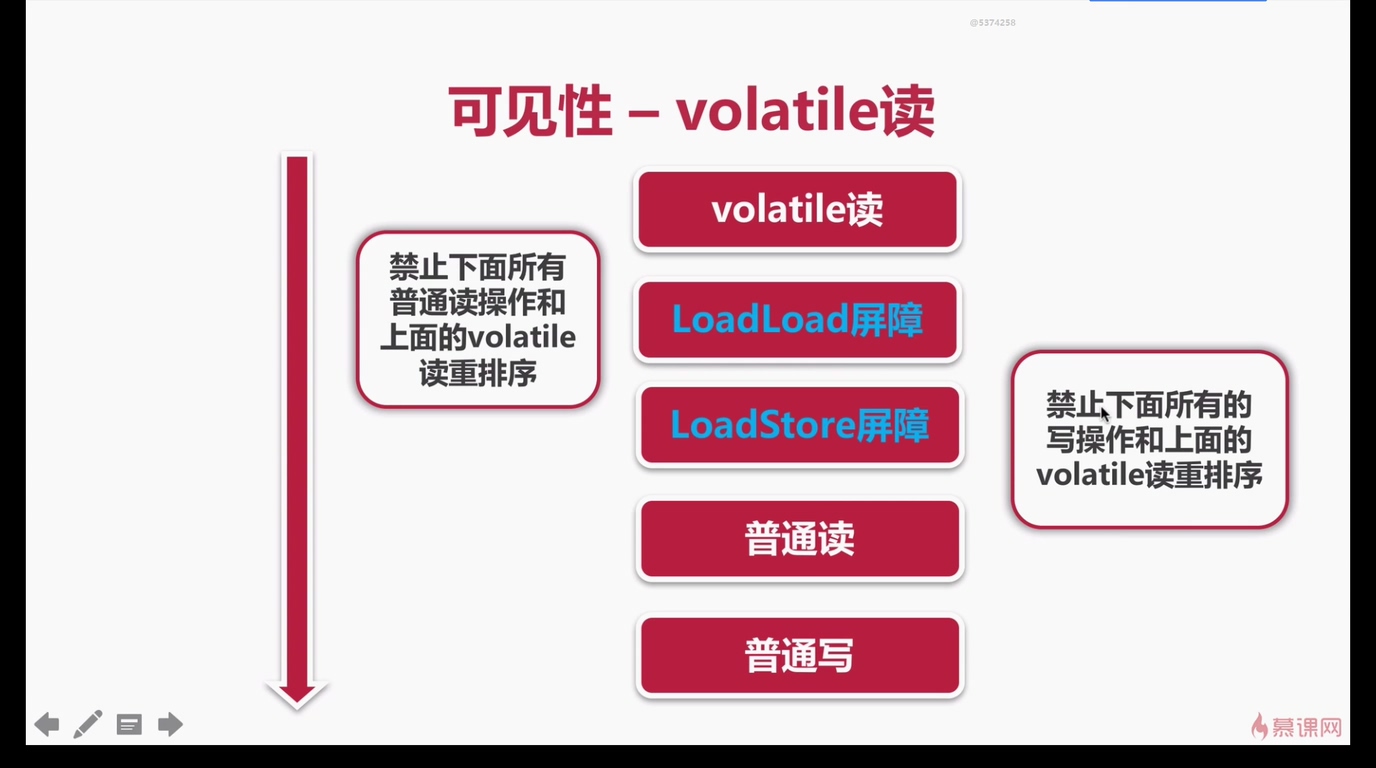 @5374258
可见性 – volatile读
volatile读
禁止下面所有
普通读操作和
上面的volatile
读重排序
LoadLoad屏障
LoadStore屏障
禁止下面所有的
写操作和上面的
volatile读重排序
普通读
普通写
慕课网